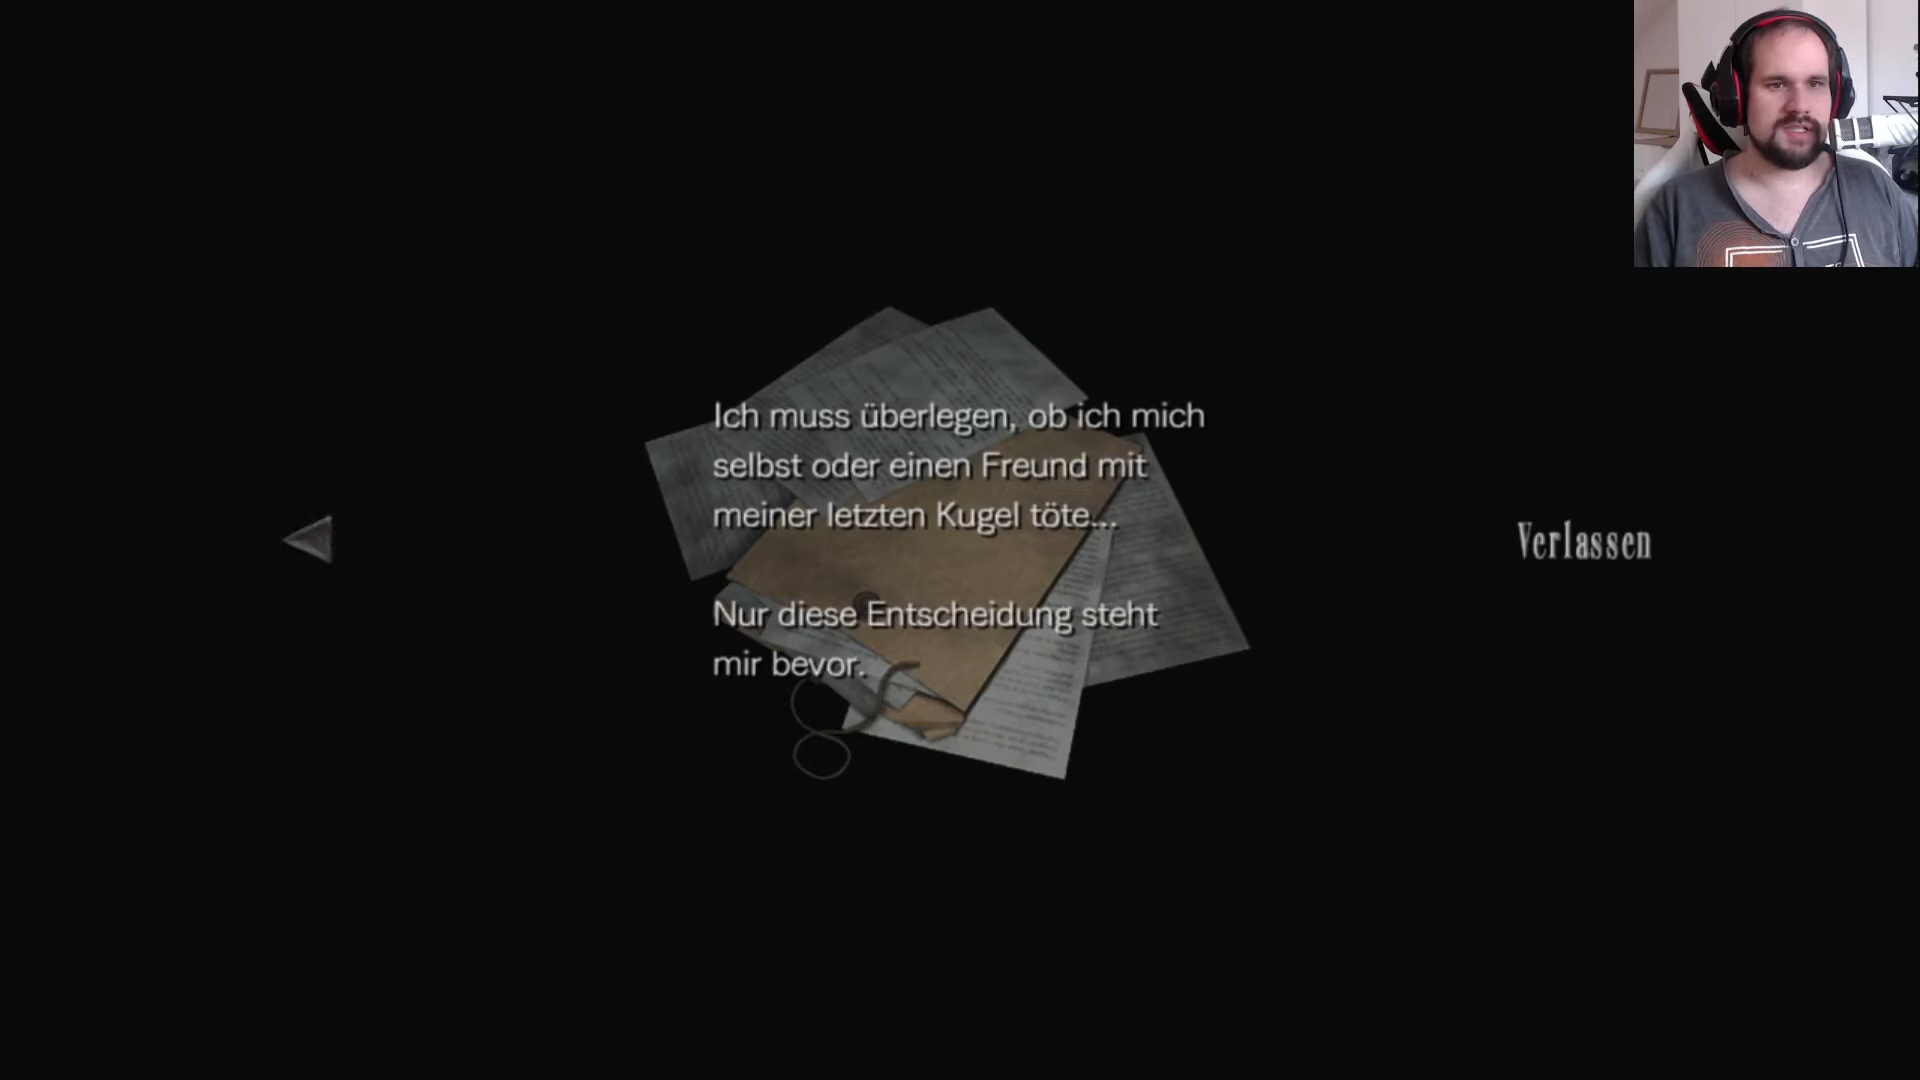 Ich muss überlegen, ob ich mich
selbst oder einen Freund mit
meiner letzten Kugel töte...
Nur diese Entscheidung steht
mir bevor.
Verlassen